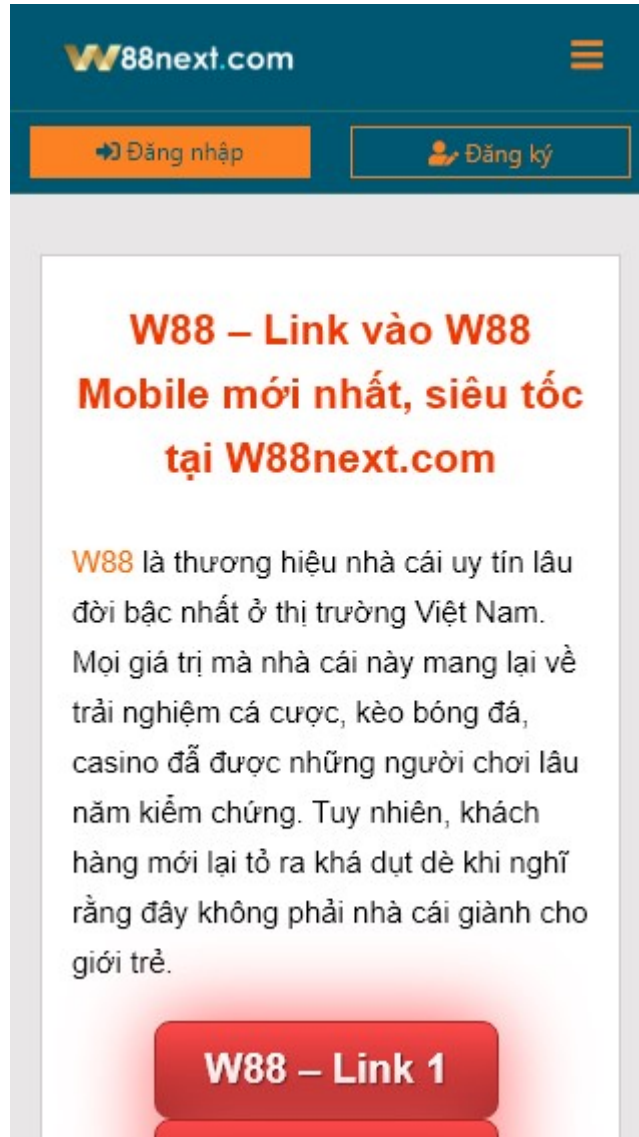 W88next.com
Đăng nhập
Đăng ký
W88 – Link vào W88
Mobile mới nhất, siêu tốc
tại W88next.com
W88 là thương hiệu nhà cái uy tín lâu
đời bậc nhất ở thị trường Việt Nam.
Mọi giá trị mà nhà cái này mang lại về
trải nghiệm cá cược, kèo bóng đá,
casino đẫ được những người chơi lâu
năm kiểm chứng. Tuy nhiên, khách
hàng mới lại tỏ ra khá dụt dè khi nghĩ
rằng đây không phải nhà cái giành cho
giới trẻ.
W88 – Link 1